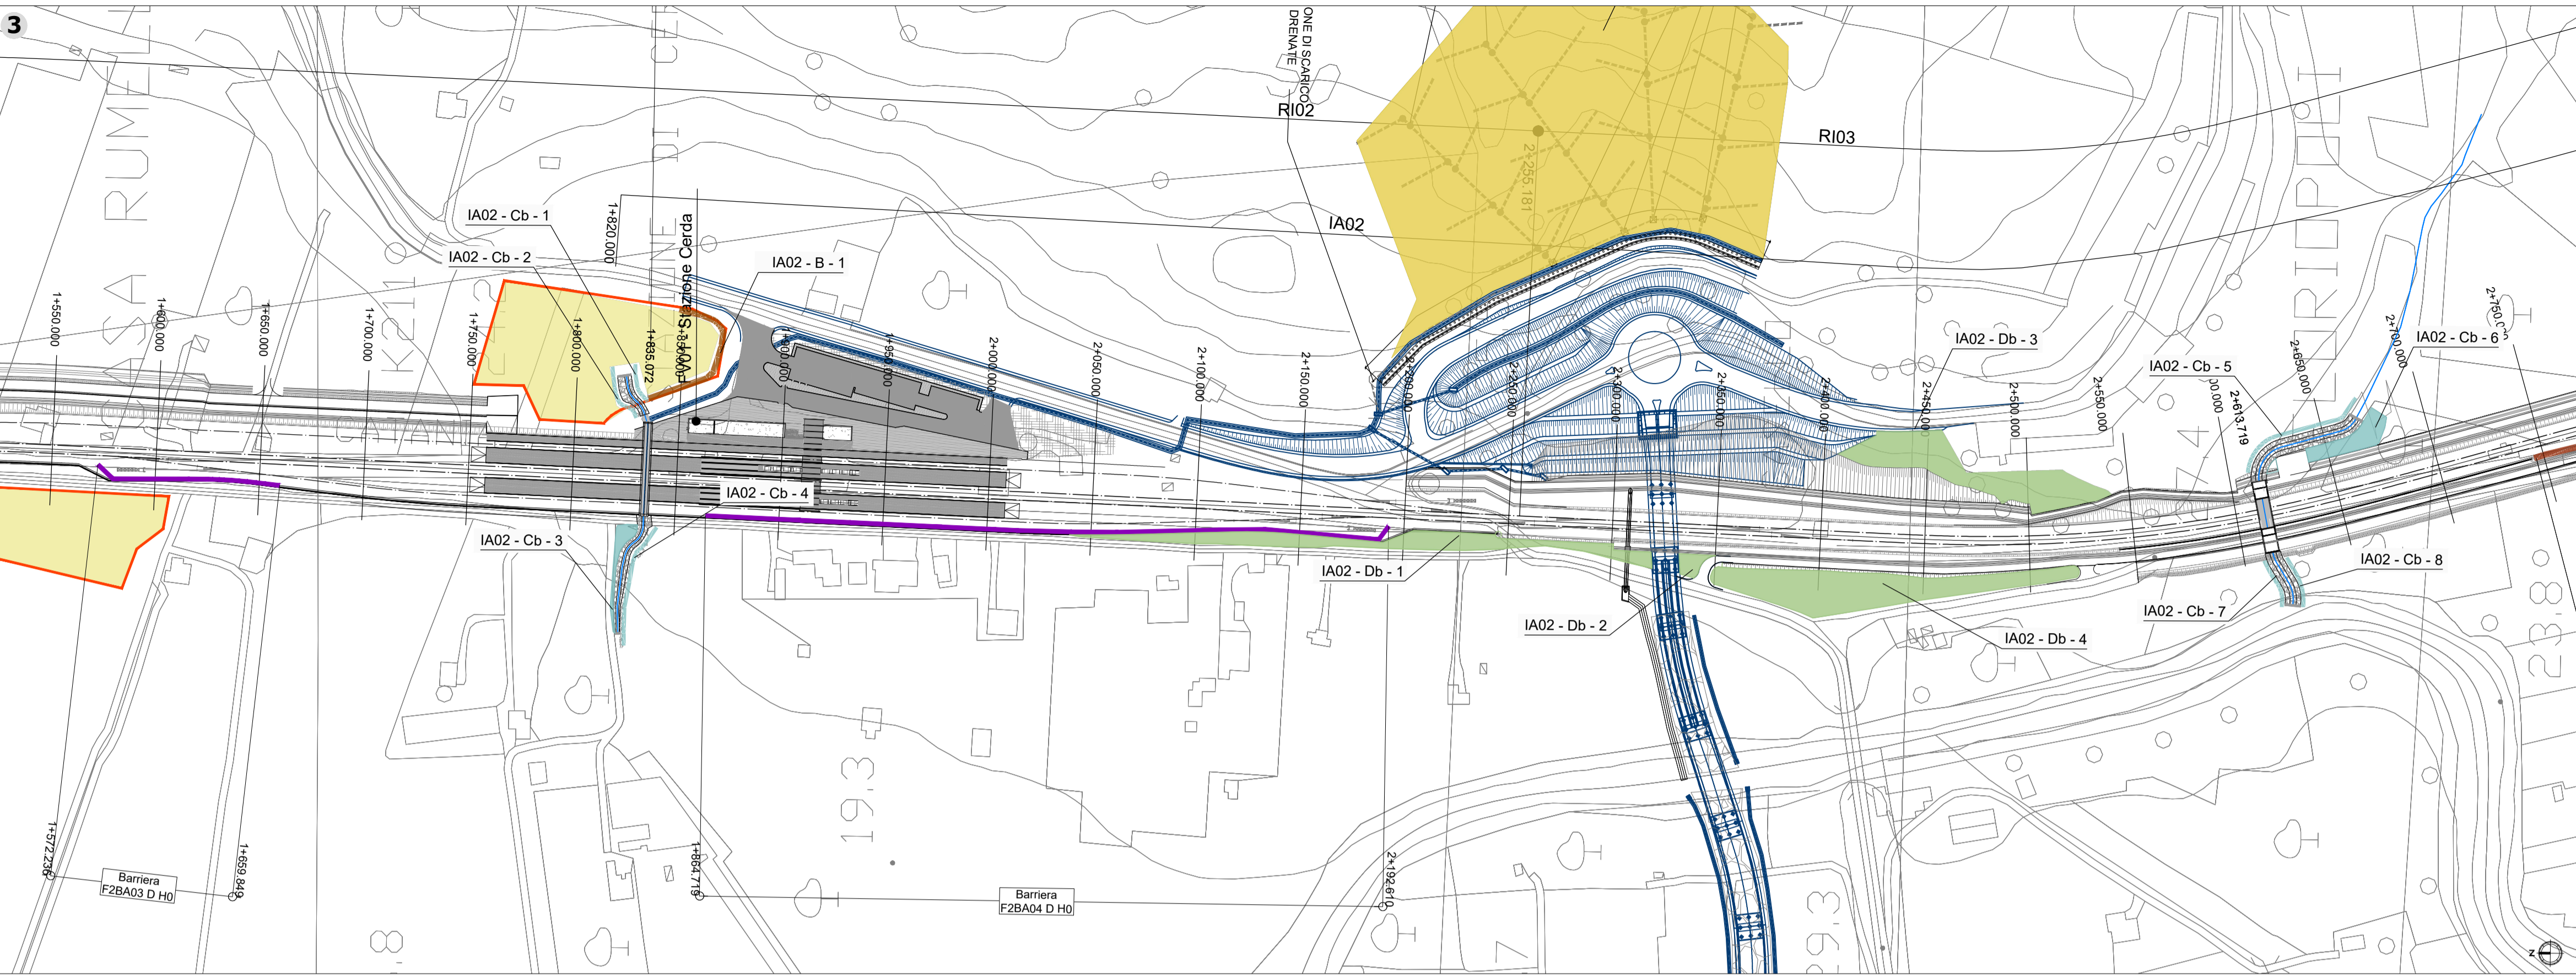 3
ONE DI SCARICO
DRENATE
RI02
RI03
2+255.181
IA02
IA02 - Cb - 1
IA02 - Cb - 2
IA02 - B - 1
1+820.000
FV01 - Stazione Cerda
1+835.072
1+550.000
1+600.000
1+650.000
1+700.000
1+750.000
1+800.000
1+900.000
1+950.000
2+000.000
2+050.000
2+100.000
2+150.000
2+200.000
2+250.000
2+300.000
2+350.000
2+400.000
2+450.000
2+500.000
2+550.000
2+613.719
2+650.000
2+700.000
IA02 - Db - 3
IA02 - Cb - 5
IA02 - Cb - 6
IA02 - Cb - 4
IA02 - Cb - 3
IA02 - Db - 1
IA02 - Db - 2
IA02 - Db - 4
IA02 - Cb - 7
IA02 - Cb - 8
1+572.236
1+659.849
1+864.719
2+192.610
Barriera
F2BA03 D H0
Barriera
F2BA04 D H0
19.3
Z